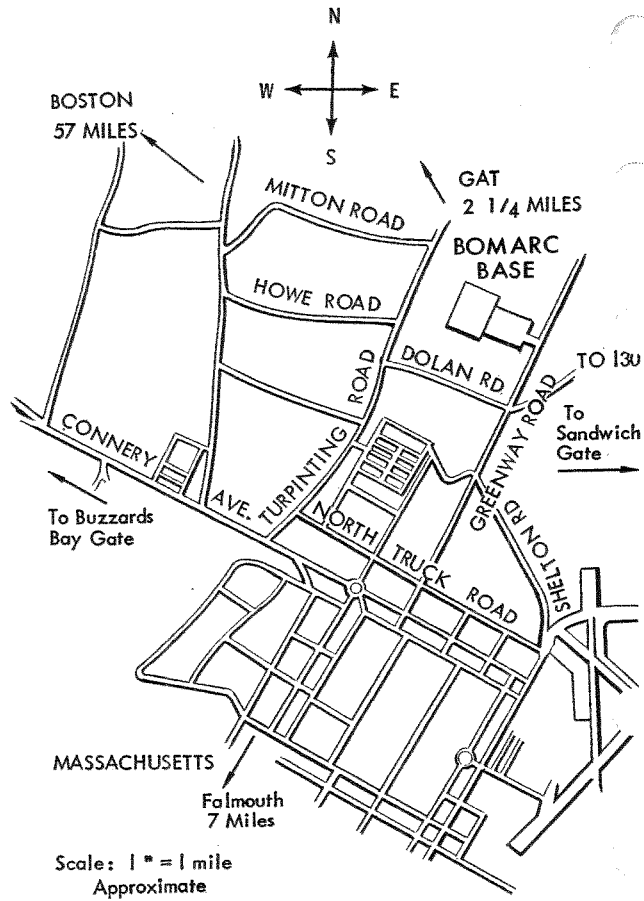 N
W E
S
BOSTON
57 MILES
GAT
2 1/4 MILES
MITTON ROAD
BOMARC
BASE
HOWE ROAD
DOLAN RD
TO 130
TURPINTING ROAD
GREENWAY ROAD
To
Sandwich
Gate
CONNERY AVE.
To Buzzards
Bay Gate
NORTH TRUCK ROAD
SHELTON RD
MASSACHUSETTS
Falmouth
7 Miles
Scale: 1 " = 1 mile
Approximate